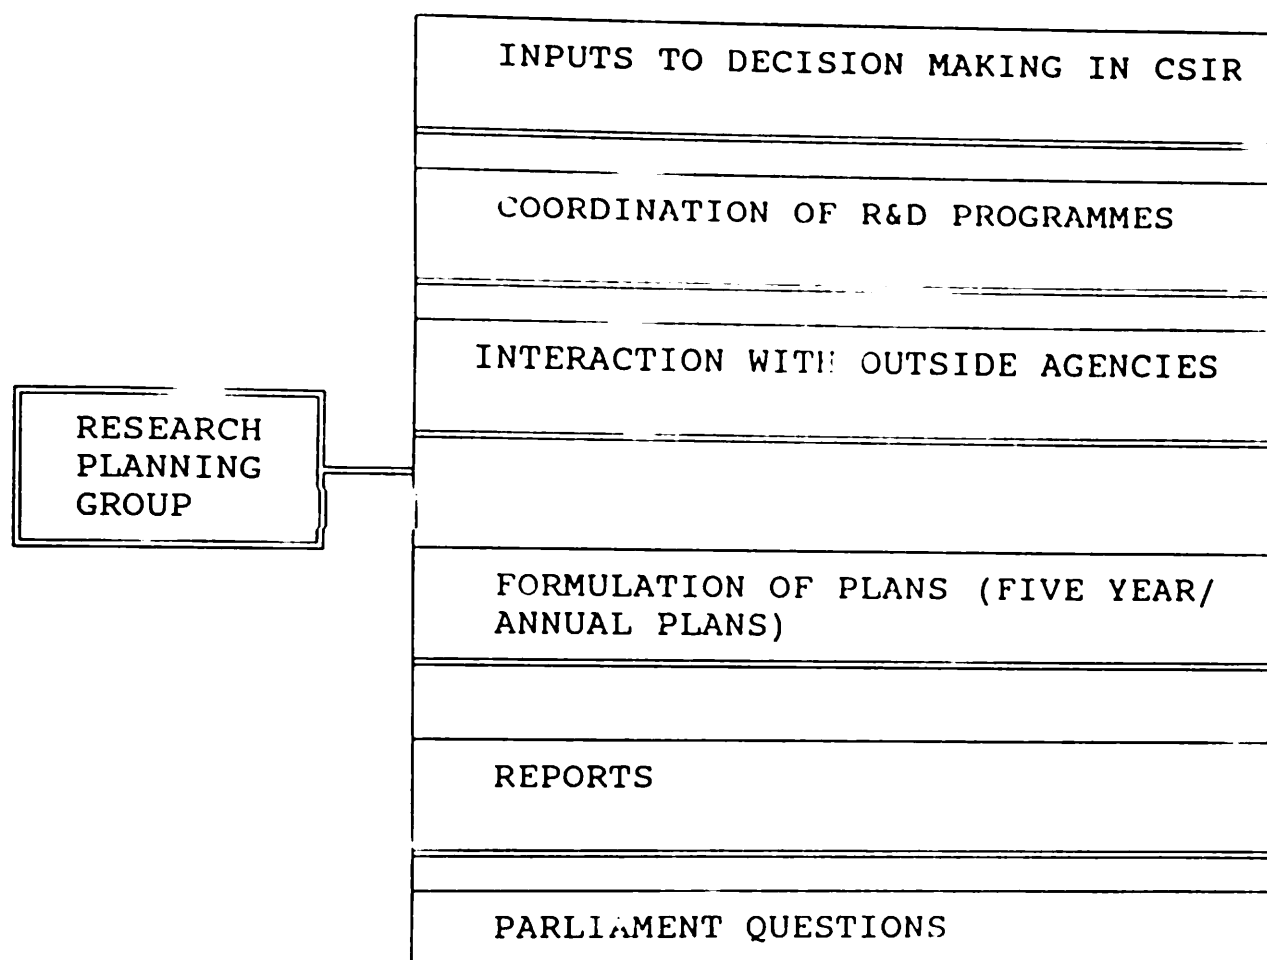 INPUTS TO DECISION MAKING IN CSIR
COORDINATION OF R&D PROGRAMMES
INTERACTION WITH OUTSIDE AGENCIES
RESEARCH
PLANNING
GROUP
FORMULATION OF PLANS (FIVE YEAR/
ANNUAL PLANS)
REPORTS
PARLIAMENT QUESTIONS